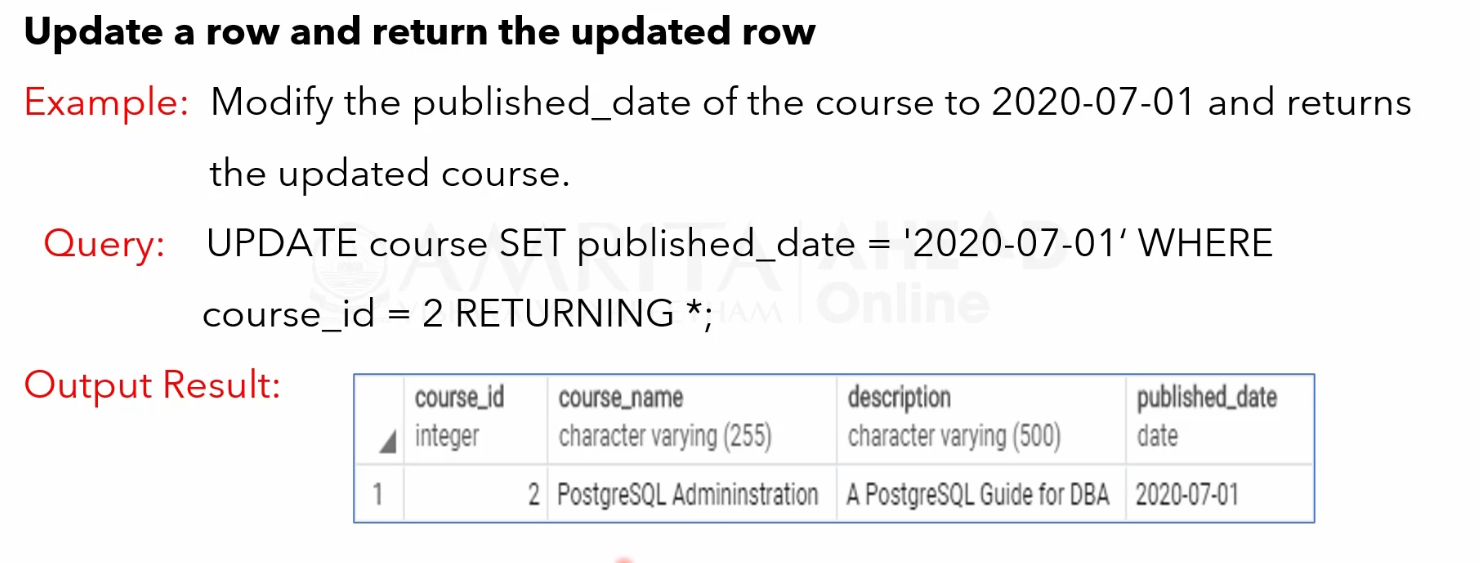 Update a row and return the updated row
Example: Modify the published_date of the course to 2020-07-01 and returns
the updated course.
Query: UPDATE course SET published_date = '2020-07-01‘ WHERE
course_id = 2 RETURNING *;
AMRITA AHEAD
Online
Output Result:
course_id course_name description published_date
integer character varying (255) character varying (500) date
1 2 PostgreSQL Admininstration A PostgreSQL Guide for DBA 2020-07-01